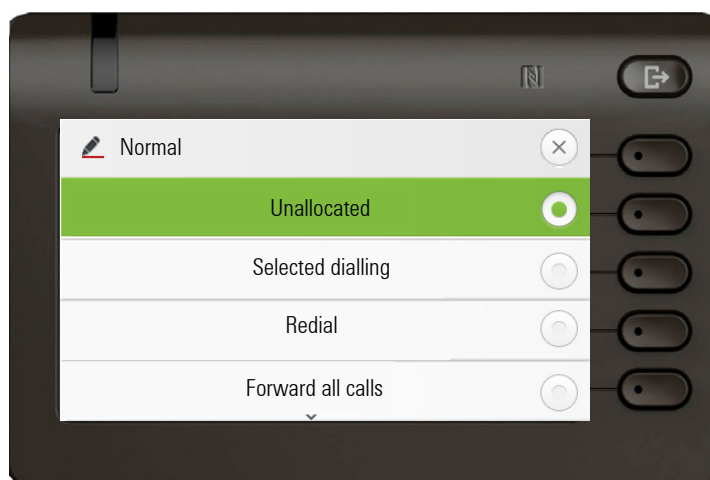 Normal
Unallocated
Selected dialling
Redial
Forward all calls